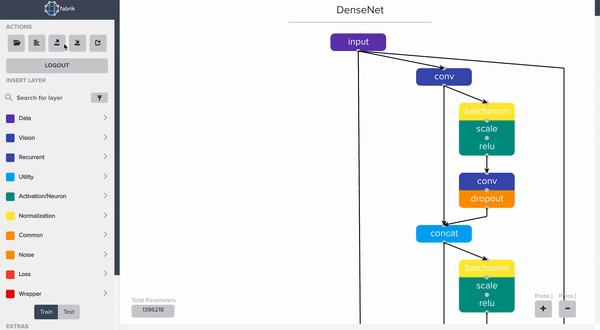 fabrik
ACTIONS
LOGOUT
INSERT LAYER
Search for layer
Data
Vision
Recurrent
Utility
Activation/Neuron
Normalization
Common
Noise
Loss
Wrapper
Train
Test
EXTRAS
DenseNet
input
conv
batchnorm
scale
relu
conv
dropout
concat
batchnorm
scale
relu
Total Parameters
1396218
Press ]
+
Press [
-